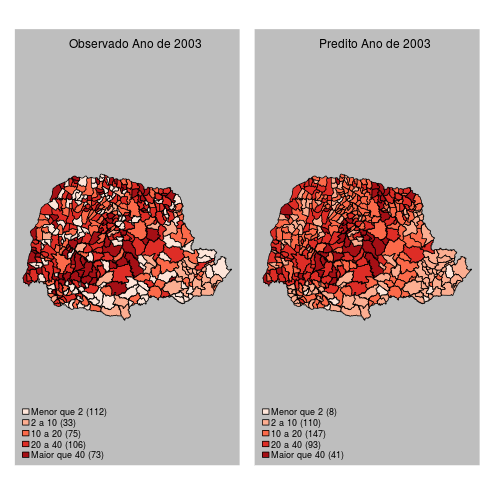 Observado Ano de 2003
Menor que 2 (112)
2 a 10 (33)
10 a 20 (75)
20 a 40 (106)
Maior que 40 (73)
Predito Ano de 2003
Menor que 2 (8)
2 a 10 (110)
10 a 20 (147)
20 a 40 (93)
Maior que 40 (41)